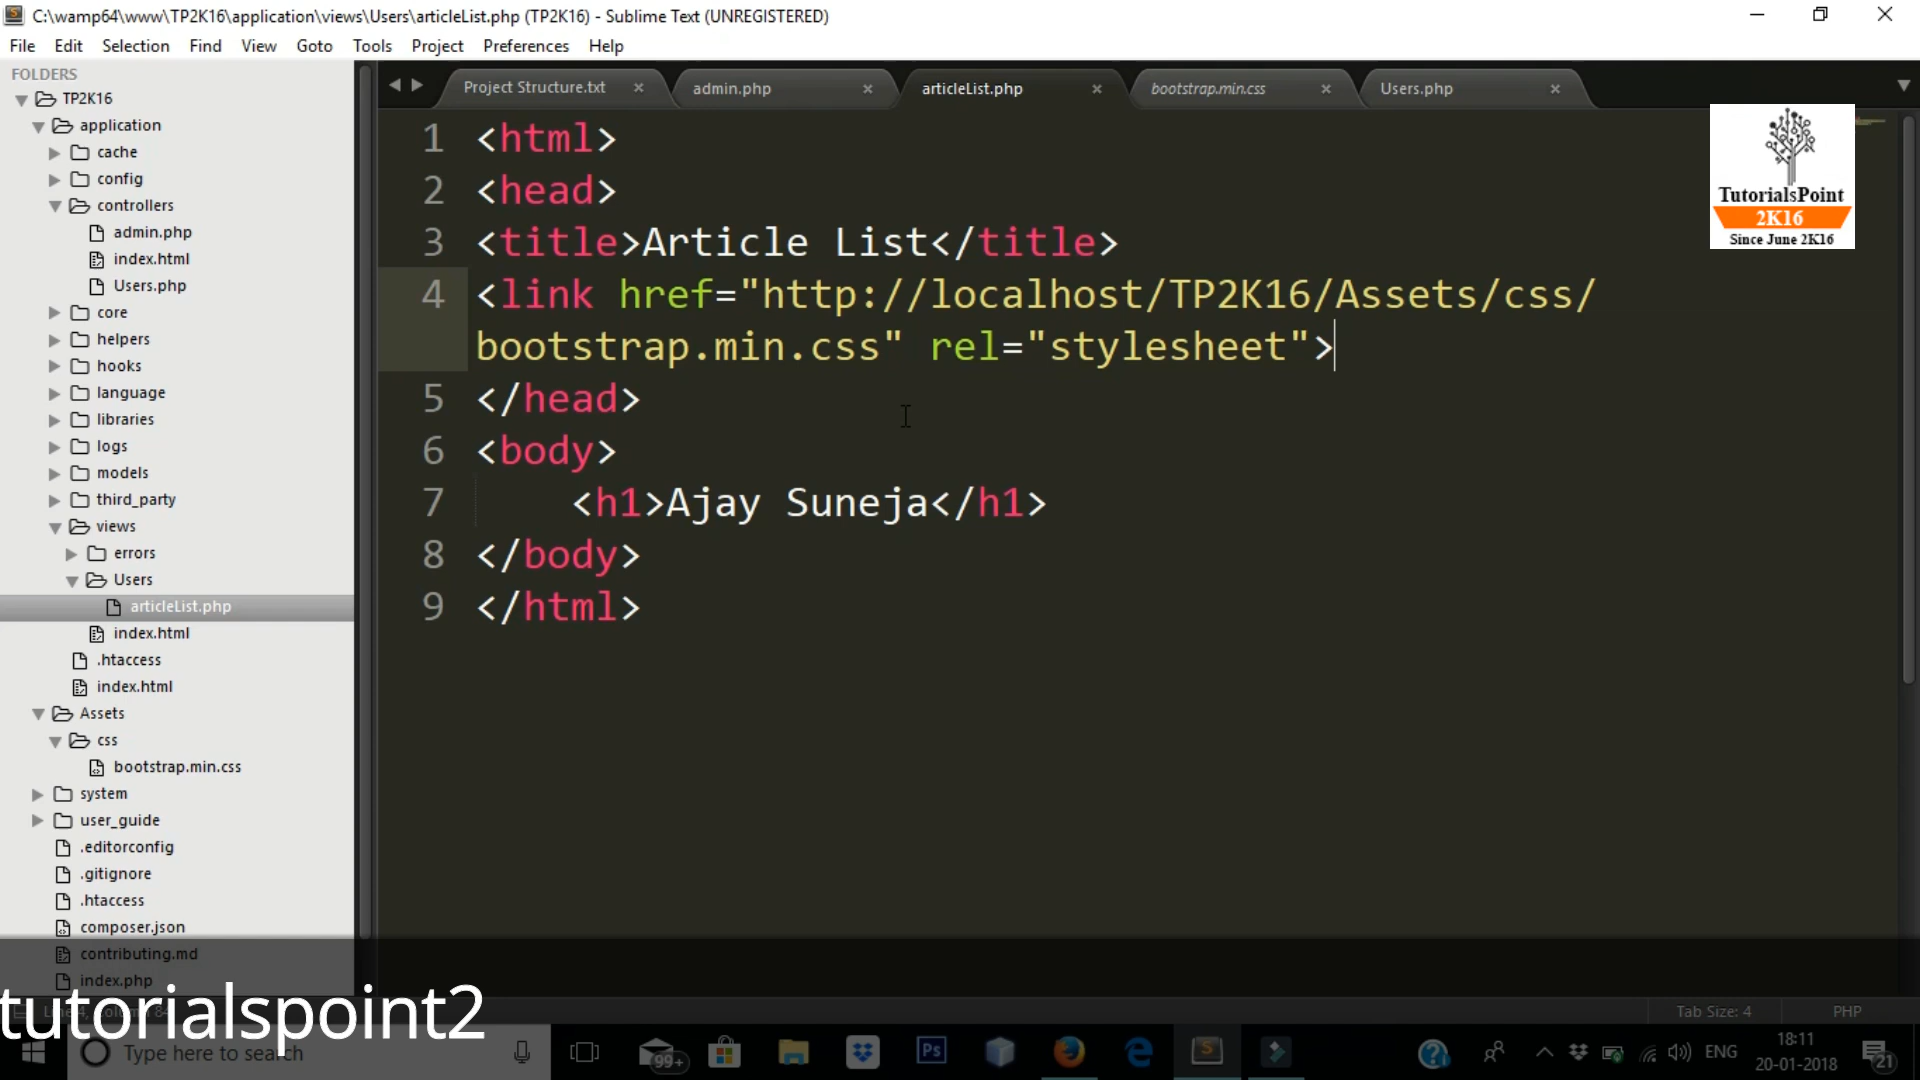 C:\wamp64\www\TP2K16\application\views\Users\articleList.php (TP2K16) - Sublime Text (UNREGISTERED)
File Edit Selection Find View Goto Tools Project Preferences Help
FOLDERS
TP2K16
application
cache
config
controllers
admin.php
index.html
Users.php
core
helpers
hooks
language
libraries
logs
models
third_party
views
errors
Users
articleList.php
index.html
.htaccess
index.html
Assets
css
bootstrap.min.css
system
user_guide
.editorconfig
.gitignore
.htaccess
composer.json
contributing.md
index.php
Project Structure.txt admin.php articleList.php bootstrap.min.css Users.php
1 <html>
2 <head>
3 <title>Article List</title>
4 <link href="http://localhost/TP2K16/Assets/css/
bootstrap.min.css" rel="stylesheet">
5 </head>
6 <body>
7 <h1>Ajay Suneja</h1>
8 </body>
9 </html>
TutorialsPoint
2K16
Since June 2K16
tutorialspoint2
Tab Size: 4 PHP
Type here to search
99+
Ps
ENG
18:11
20-01-2018
21